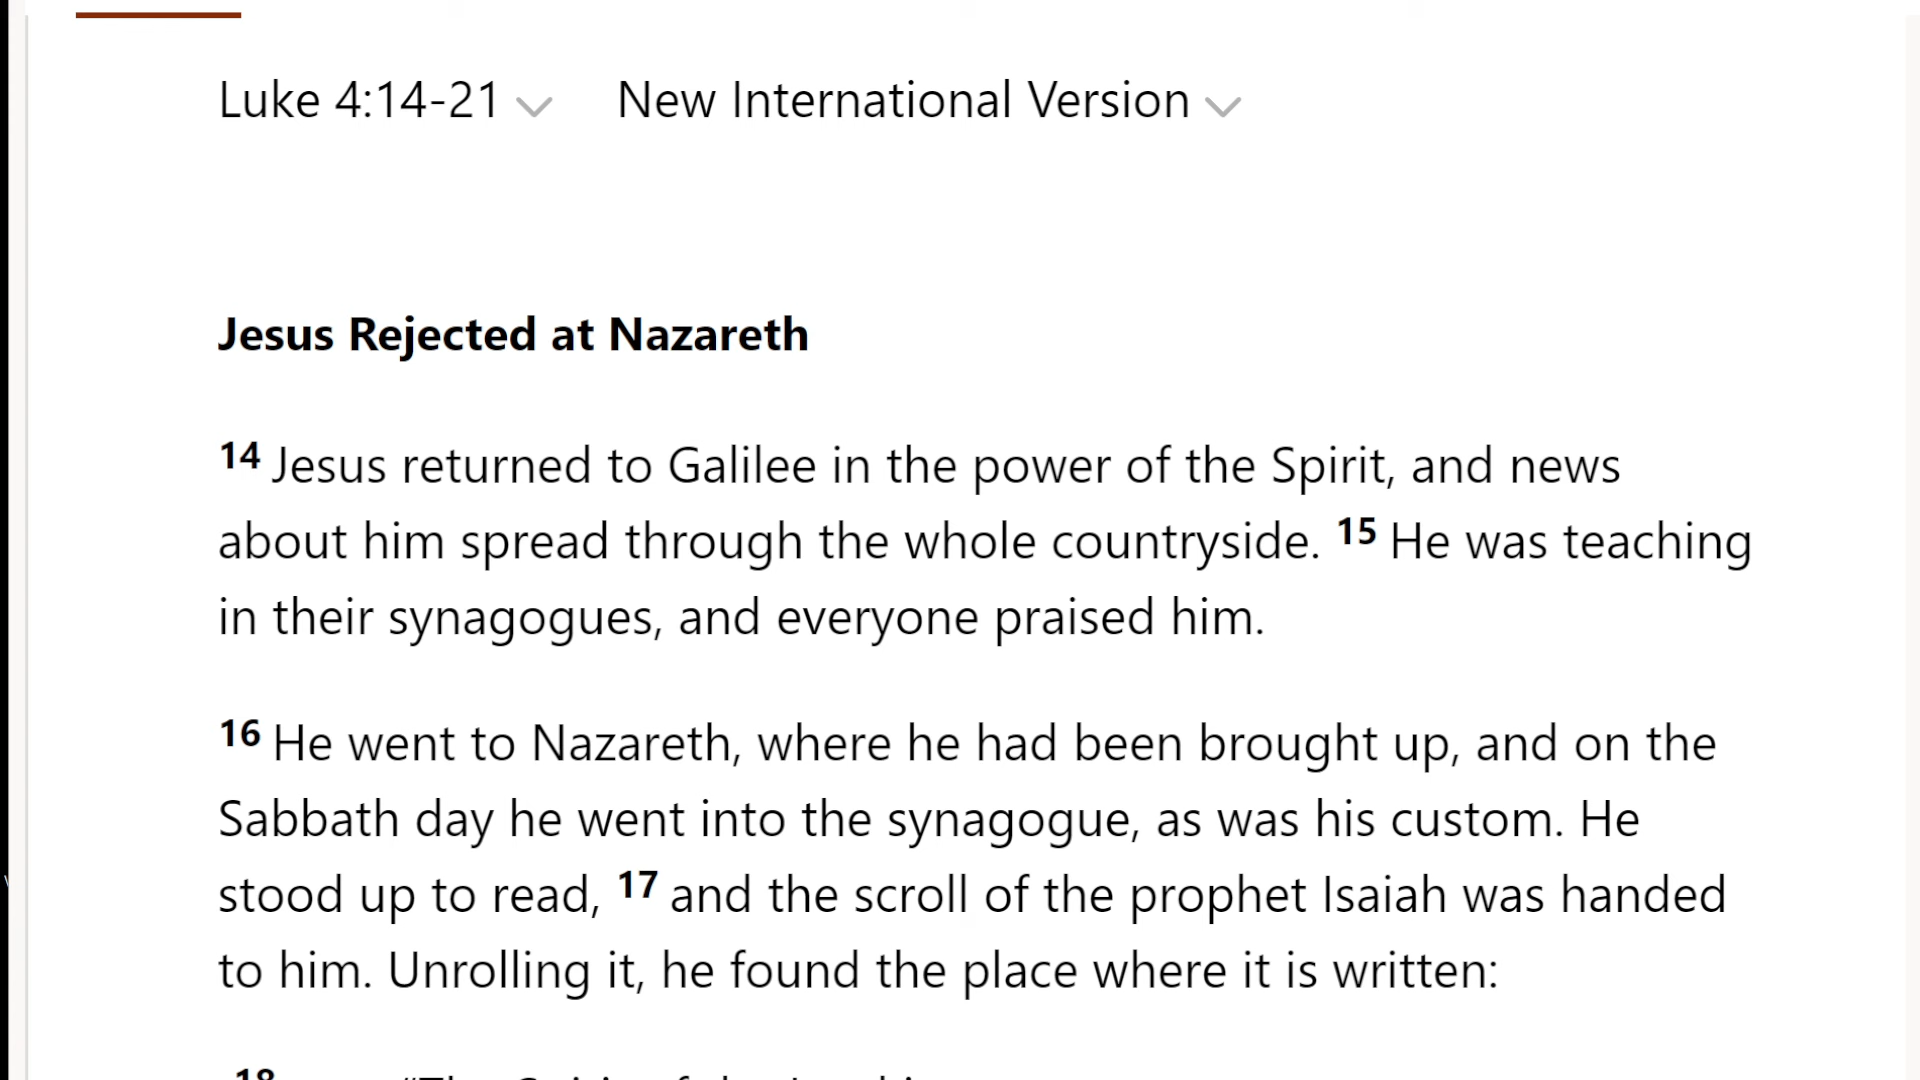 Luke 4:14-21 New International Version
Jesus Rejected at Nazareth
14 Jesus returned to Galilee in the power of the Spirit, and news
about him spread through the whole countryside. 15 He was teaching
in their synagogues, and everyone praised him.
16 He went to Nazareth, where he had been brought up, and on the
Sabbath day he went into the synagogue, as was his custom. He
stood up to read, 17 and the scroll of the prophet Isaiah was handed
to him. Unrolling it, he found the place where it is written:
18